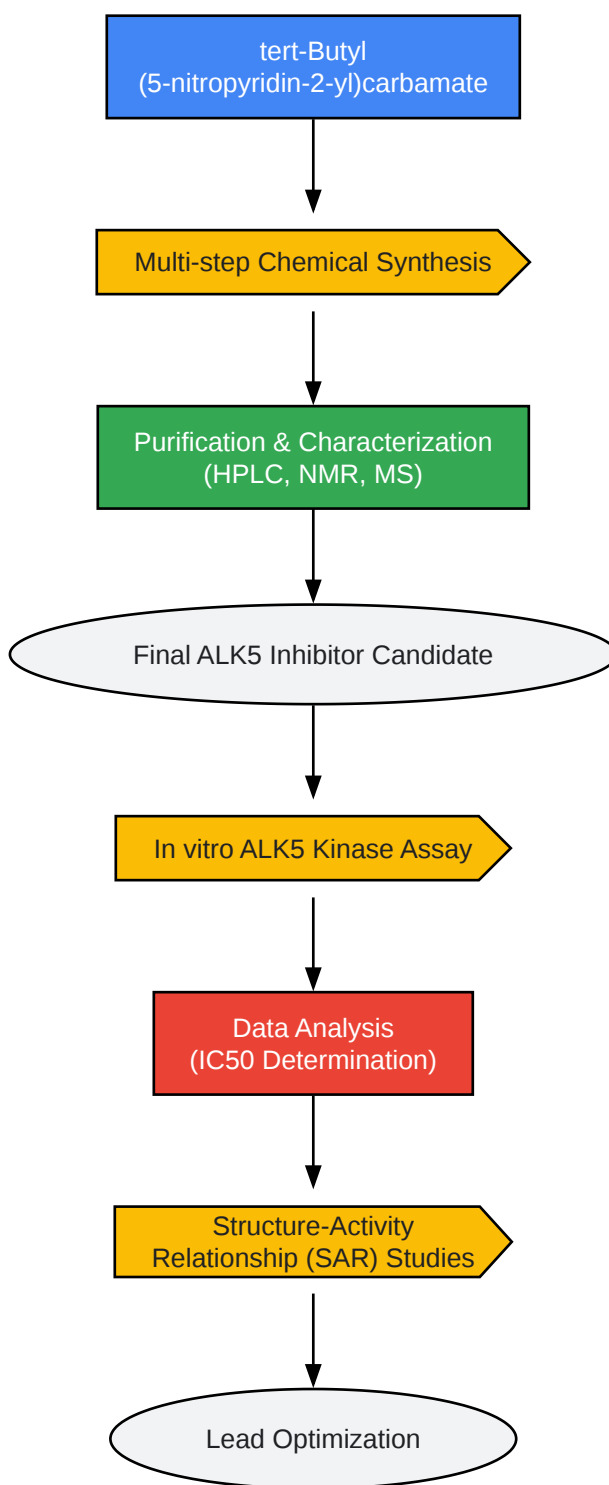 tert-Butyl
(5-nitropyridin-2-yl)carbamate
Multi-step Chemical Synthesis
Purification & Characterization
(HPLC, NMR, MS)
Final ALK5 Inhibitor Candidate
In vitro ALK5 Kinase Assay
Data Analysis
(IC50 Determination)
Structure-Activity
Relationship (SAR) Studies
Lead Optimization